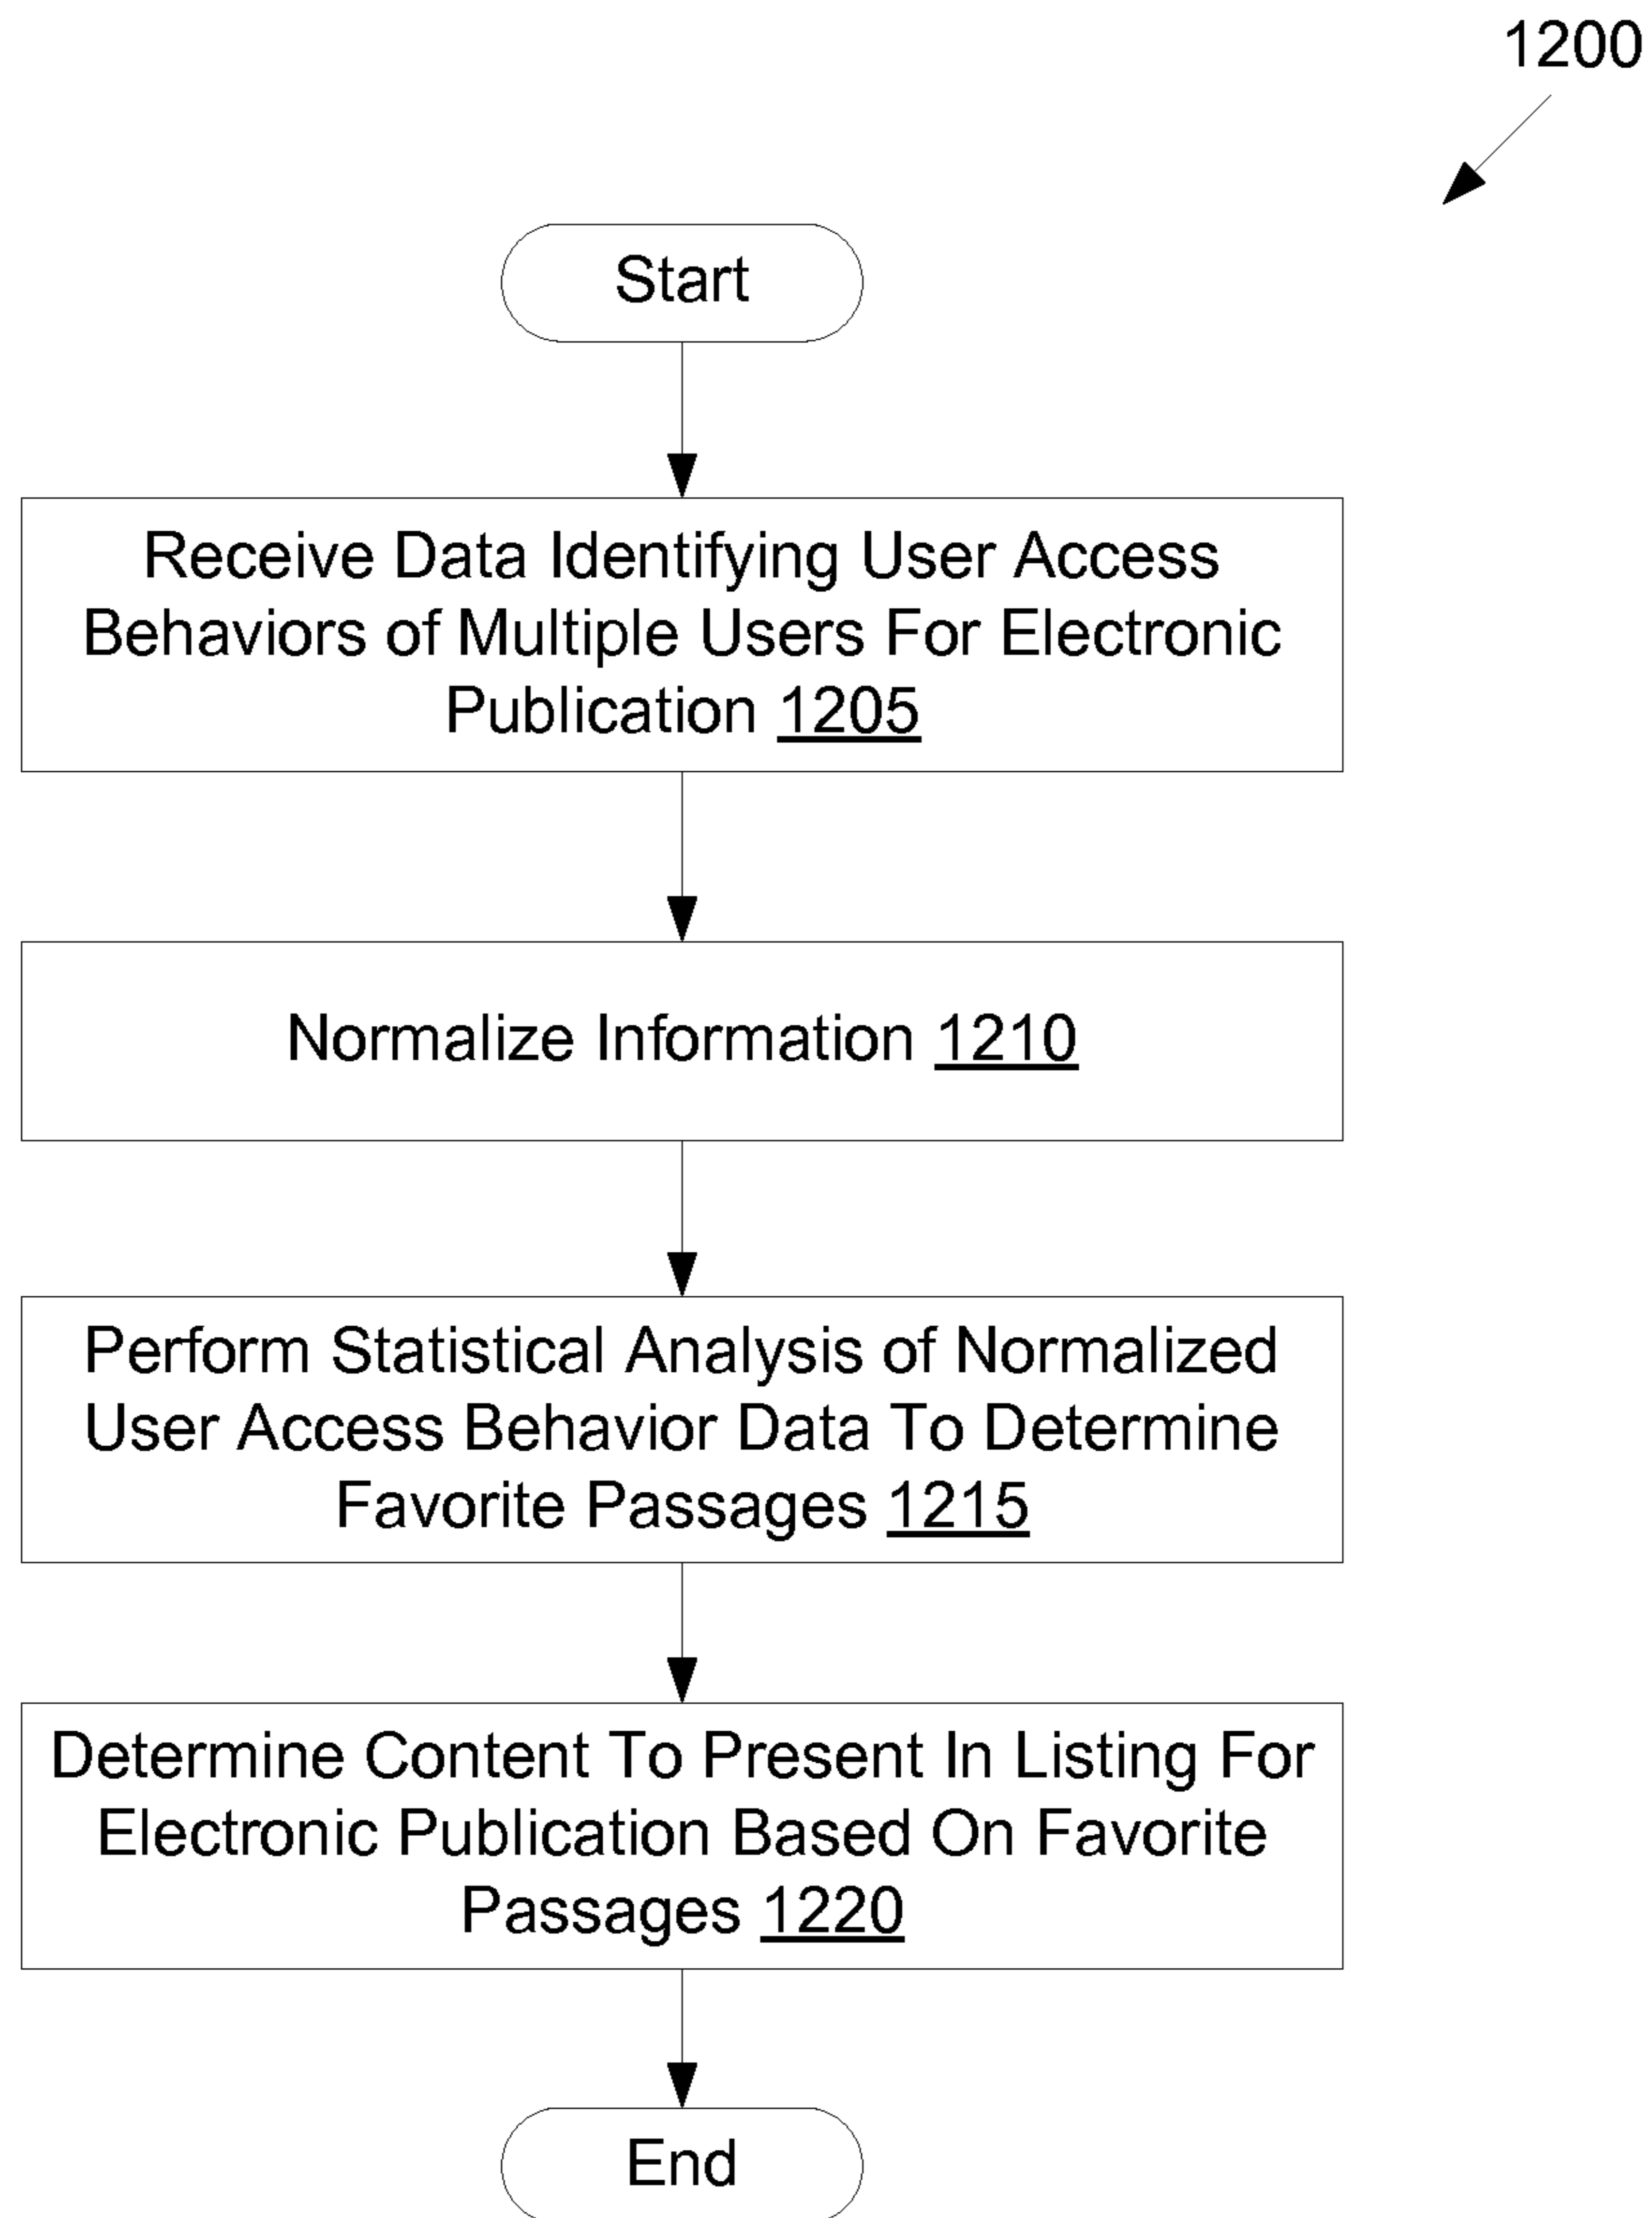 1200
Start
Receive Data Identifying User Access
Behaviors of Multiple Users For Electronic
Publication 1205
Normalize Information 1210
Perform Statistical Analysis of Normalized
User Access Behavior Data To Determine
Favorite Passages 1215
Determine Content To Present In Listing For
Electronic Publication Based On Favorite
Passages 1220
End